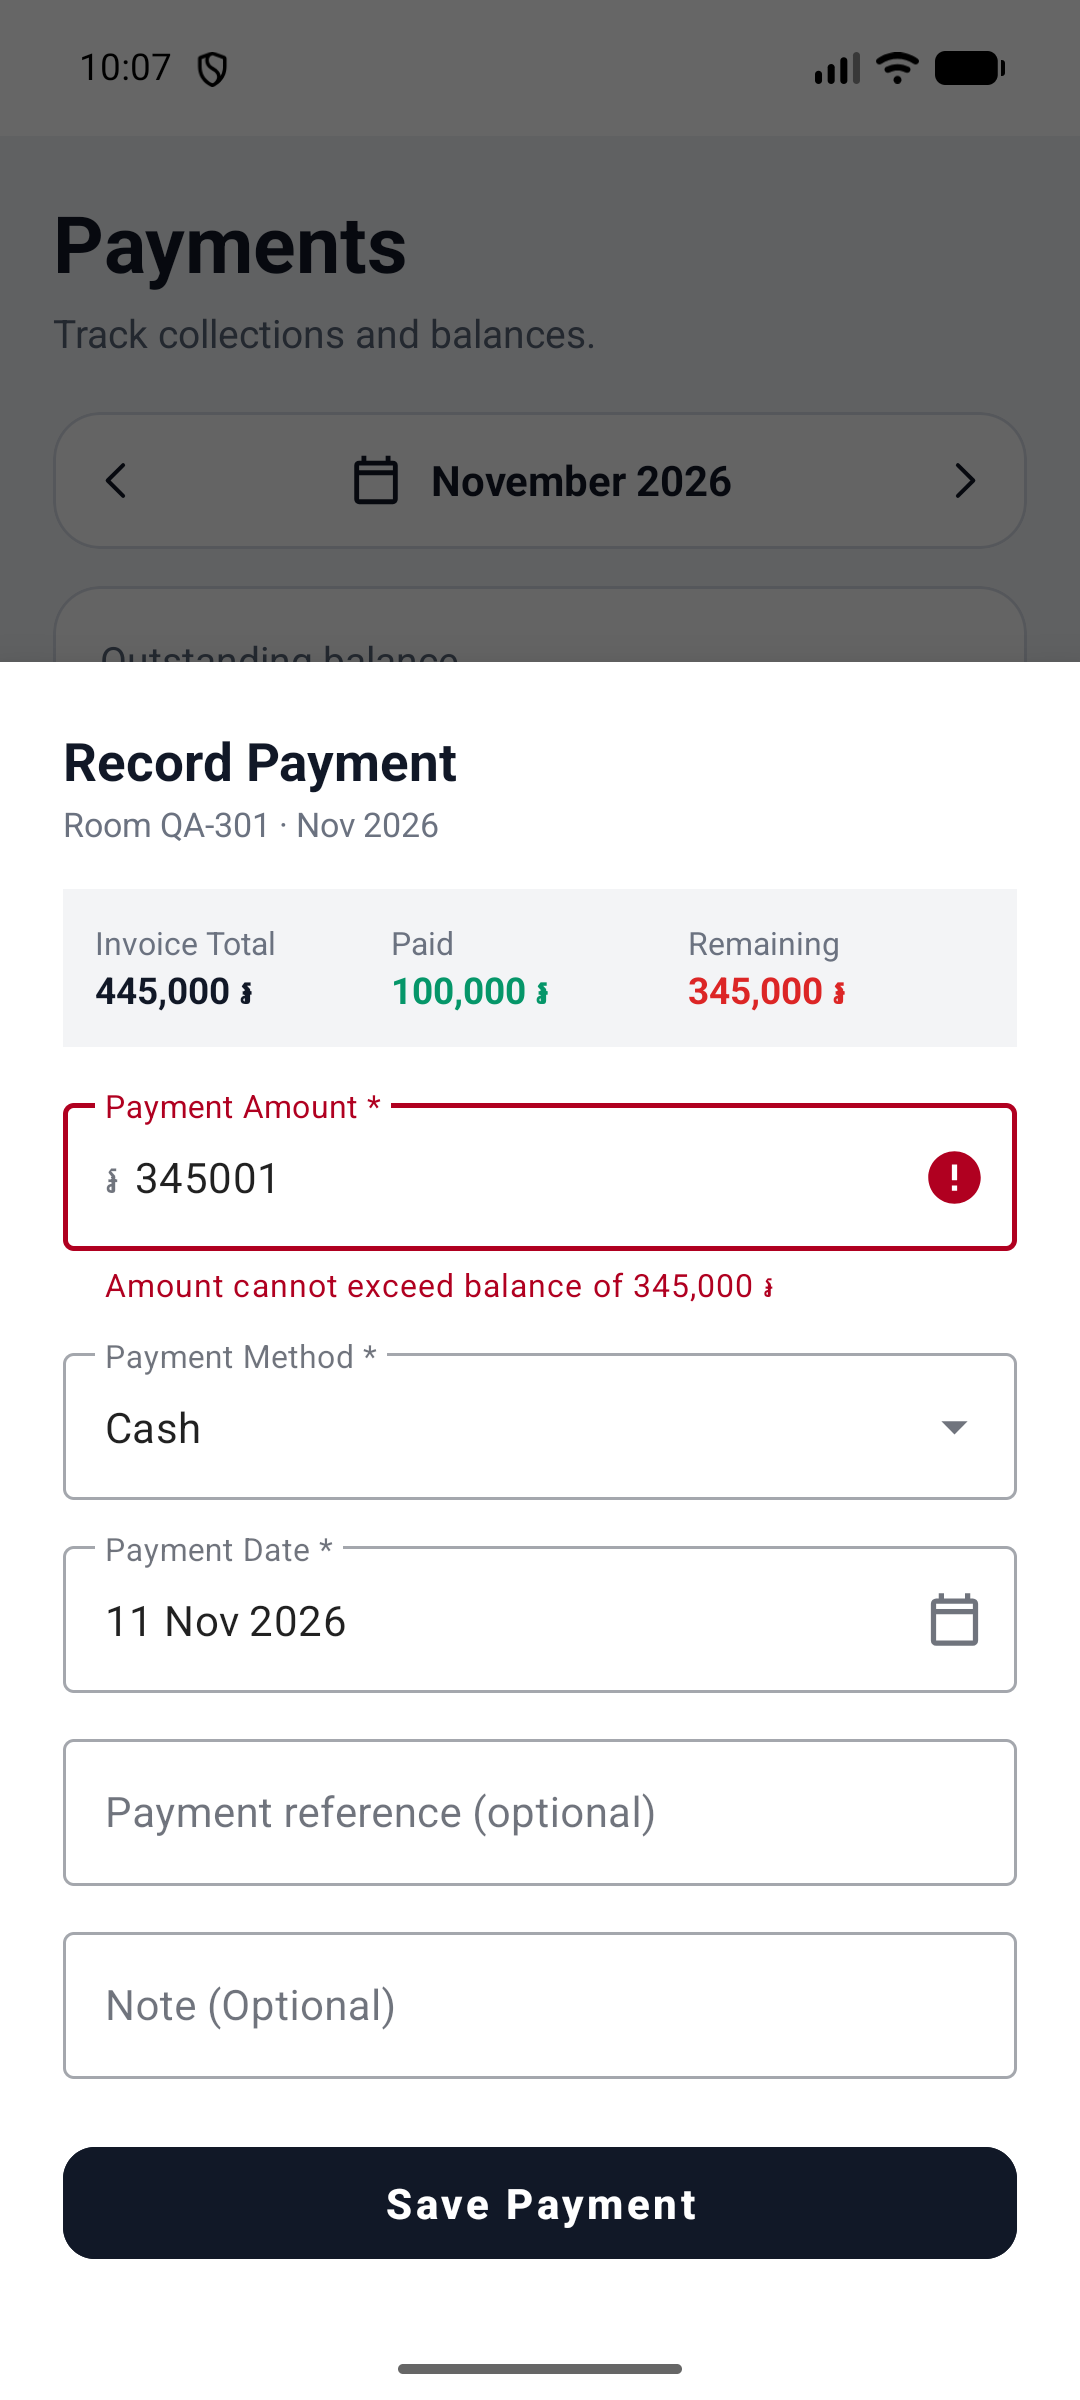 10:07
Payments
Track collections and balances.
November 2026
Outstanding balance
Record Payment
Room QA-301 · Nov 2026
Invoice Total
445,000 ៛
Paid
100,000 ៛
Remaining
345,000 ៛
Payment Amount *
៛ 345001
Amount cannot exceed balance of 345,000 ៛
Payment Method *
Cash
Payment Date *
11 Nov 2026
Payment reference (optional)
Note (Optional)
Save Payment